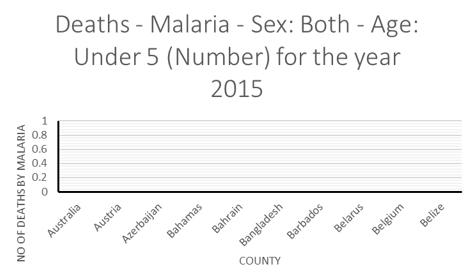 Deaths - Malaria - Sex: Both - Age:
Under 5 (Number) for the year
2015
NO OF DEATHS BY MALARIA
1
0.8
0.6
0.4
0.2
0
Australia
Austria
Azerbaijan
Bahamas
Bahrain
Bangladesh
Barbados
Belarus
Belgium
Belize
COUNTY